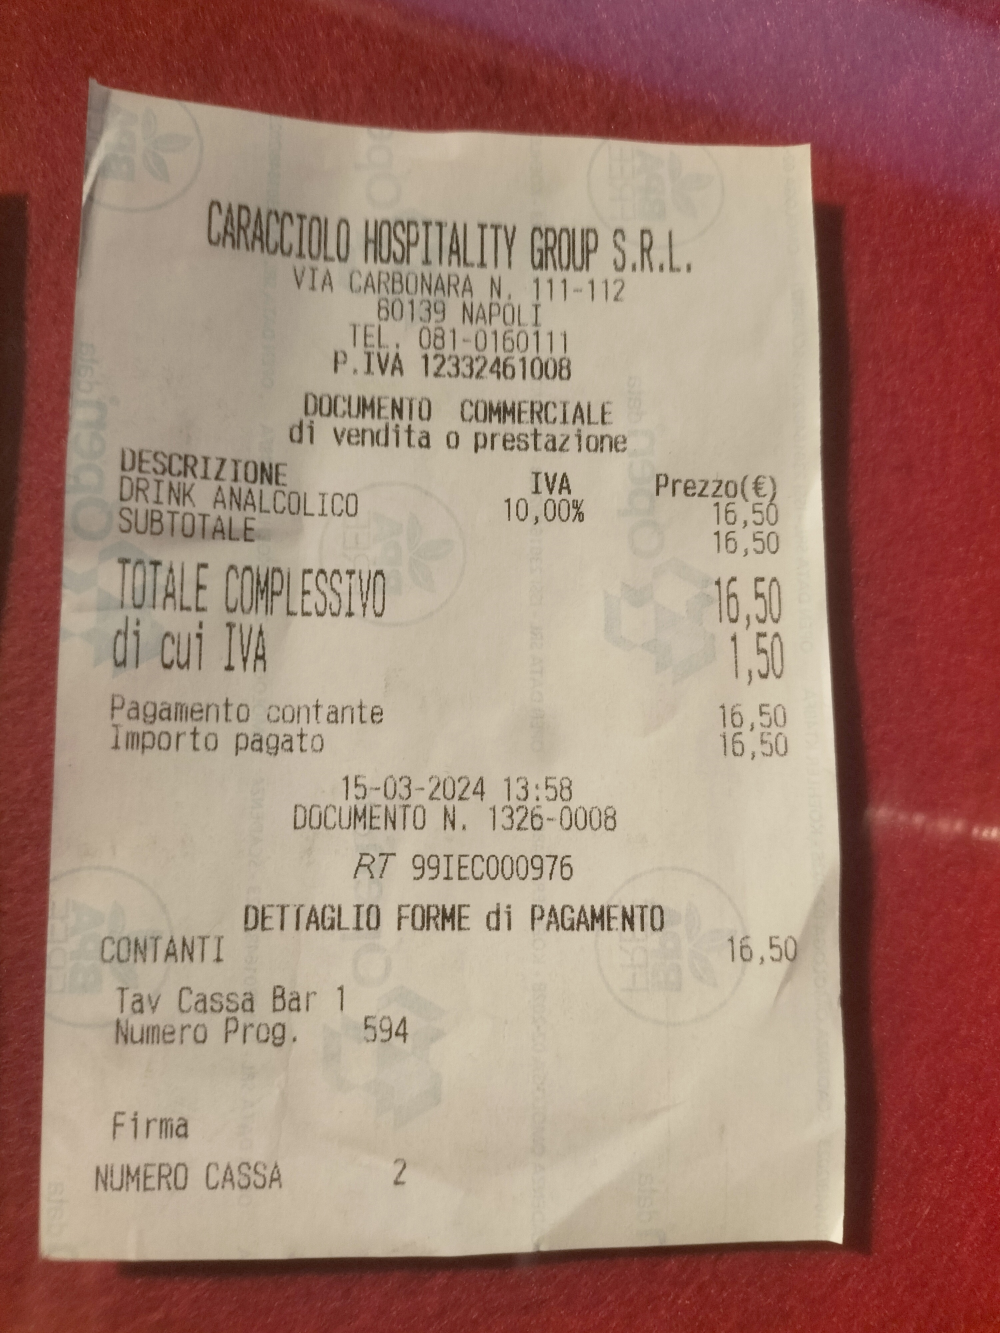 CARACCIOLO HOSPITALITY GROUP S.R.L.
VIA CARBONARA N. 111-112
80139 NAPOLI
TEL. 081-0160111
P.IVA 12332461008
DOCUMENTO COMMERCIALE
di vendita o prestazione
DESCRIZIONE IVA Prezzo(€)
DRINK ANALCOLICO 10,00% 16,50
SUBTOTALE 16,50
TOTALE COMPLESSIVO 16,50
di cui IVA 1,50
Pagamento contante 16,50
Importo pagato 16,50
15-03-2024 13:58
DOCUMENTO N. 1326-0008
RT 99IEC000976
DETTAGLIO FORME di PAGAMENTO
CONTANTI 16,50
Tav Cassa Bar 1
Numero Prog. 594
Firma
NUMERO CASSA 2